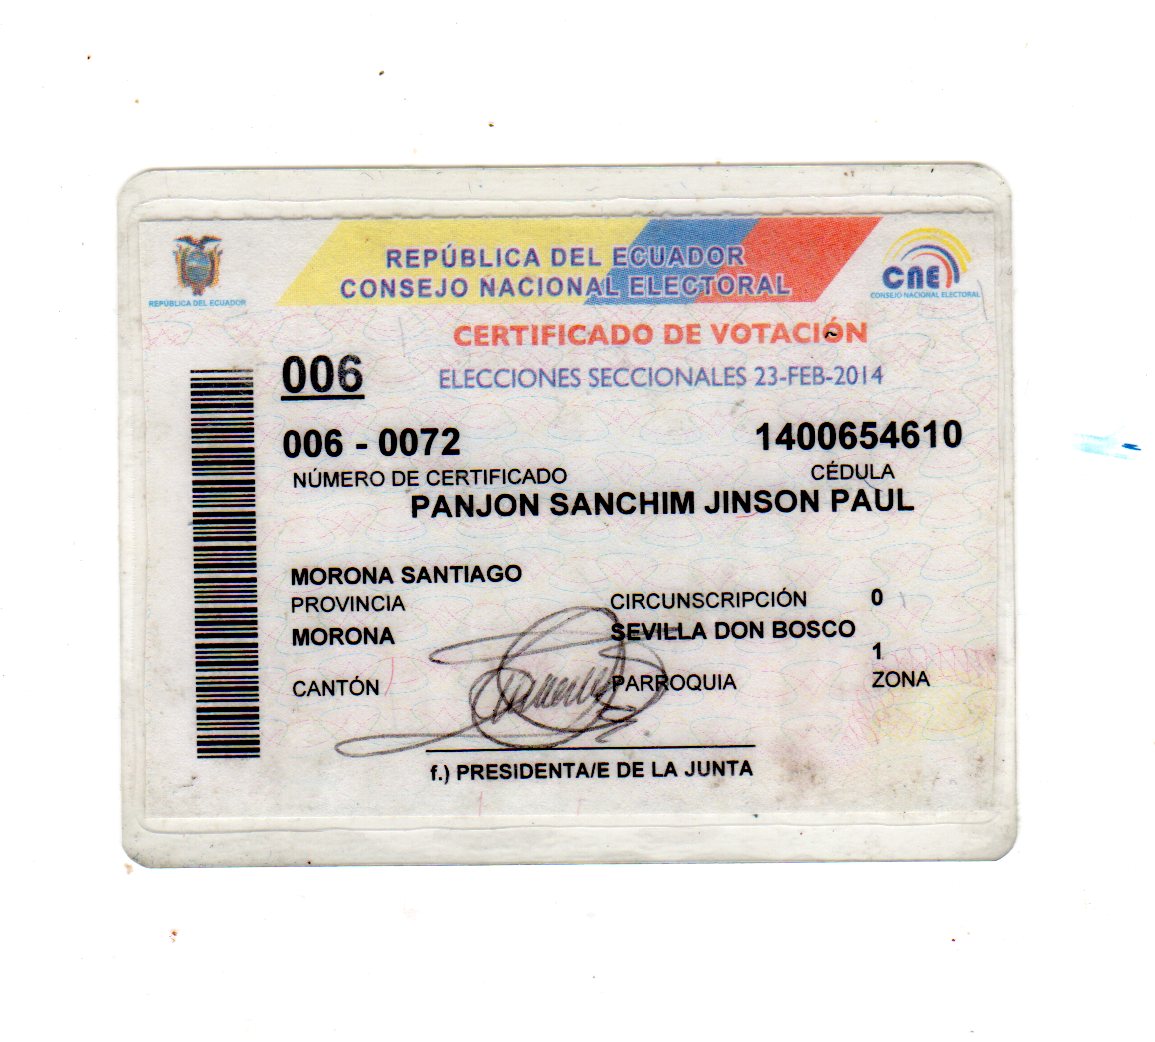 REPÚBLICA DEL ECUADOR
CONSEJO NACIONAL ELECTORAL
REPÚBLICA DEL ECUADOR
CNE
CONSEJO NACIONAL ELECTORAL
CERTIFICADO DE VOTACIÓN
006
ELECCIONES SECCIONALES 23-FEB-2014
006 - 0072
1400654610
NÚMERO DE CERTIFICADO
CÉDULA
PANJON SANCHIM JINSON PAUL
MORONA SANTIAGO
PROVINCIA
CIRCUNSCRIPCIÓN 0
MORONA
SEVILLA DON BOSCO
1
CANTÓN
PARROQUIA
ZONA
f.) PRESIDENTA/E DE LA JUNTA